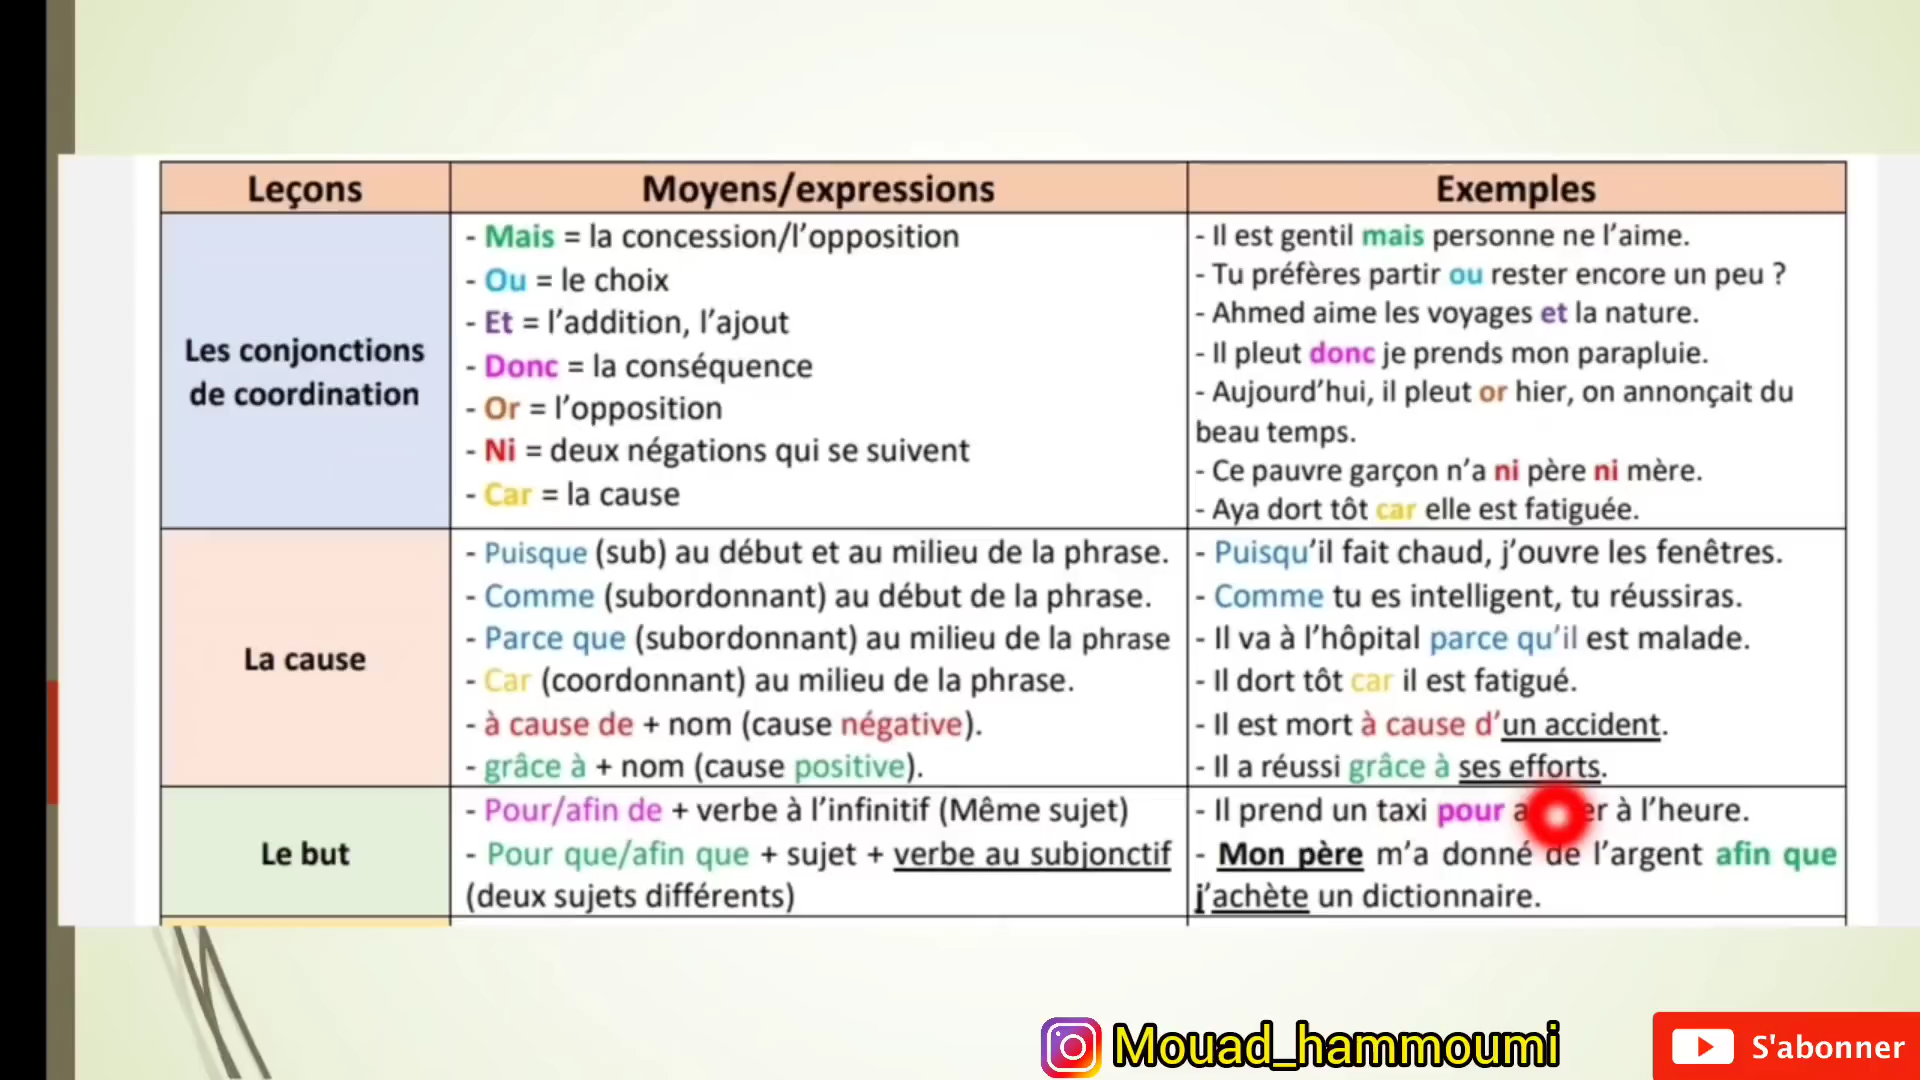 Leçons
Moyens/expressions
Exemples
Les conjonctions
de coordination
- Mais = la concession/l'opposition
- Ou = le choix
- Et = l'addition, l'ajout
- Donc = la conséquence
- Or = l'opposition
- Ni = deux négations qui se suivent
- Car = la cause
- Il est gentil mais personne ne l'aime.
- Tu préfères partir ou rester encore un peu ?
- Ahmed aime les voyages et la nature.
- Il pleut donc je prends mon parapluie.
- Aujourd'hui, il pleut or hier, on annonçait du
beau temps.
- Ce pauvre garçon n'a ni père ni mère.
- Aya dort tôt car elle est fatiguée.
La cause
- Puisque (sub) au début et au milieu de la phrase.
- Comme (subordonnant) au début de la phrase.
- Parce que (subordonnant) au milieu de la phrase
- Car (coordonnant) au milieu de la phrase.
- à cause de + nom (cause négative).
- grâce à + nom (cause positive).
- Puisqu'il fait chaud, j'ouvre les fenêtres.
- Comme tu es intelligent, tu réussiras.
- Il va à l'hôpital parce qu'il est malade.
- Il dort tôt car il est fatigué.
- Il est mort à cause d'un accident.
- Il a réussi grâce à ses efforts.
Le but
- Pour/afin de + verbe à l'infinitif (Même sujet)
- Pour que/afin que + sujet + verbe au subjonctif
(deux sujets différents)
- Il prend un taxi pour à l'heure.
- Mon père m'a donné de l'argent afin que
j'achète un dictionnaire.
Mouad_hammoumi
S'abonner